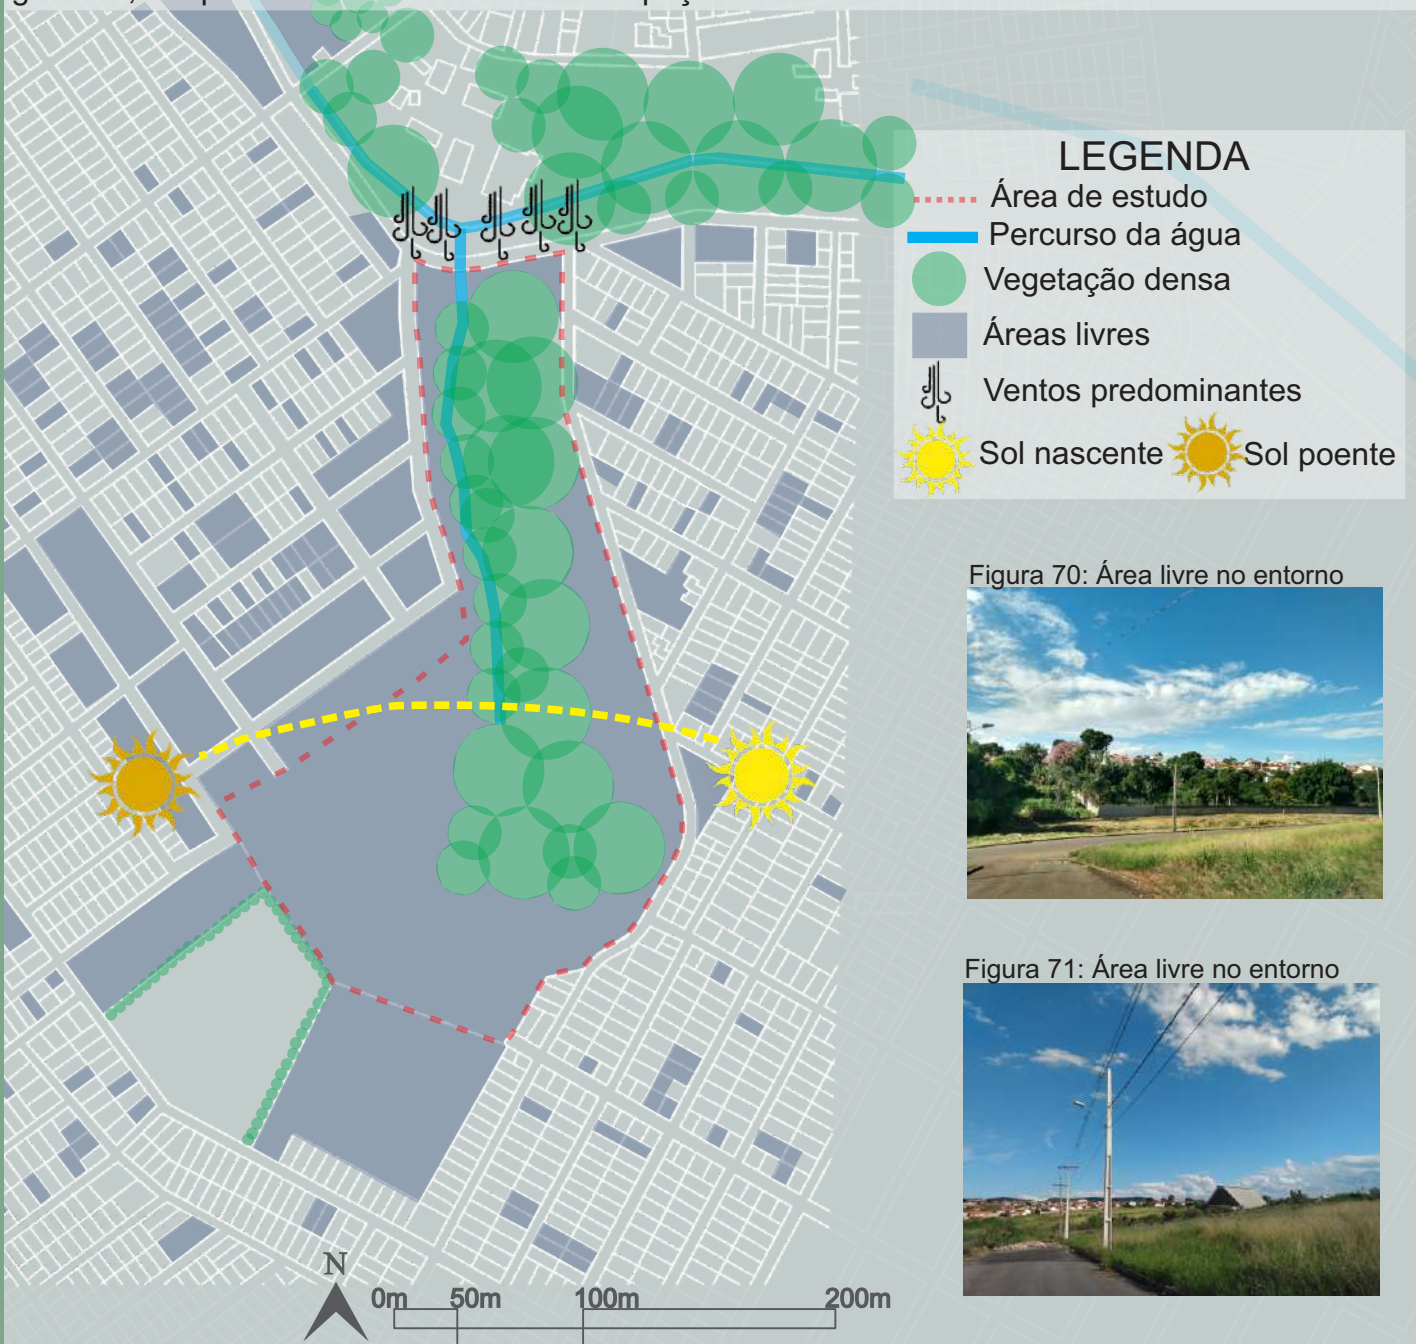 LEGENDA
Área de estudo
Percurso da água
Vegetação densa
Áreas livres
Ventos predominantes
Sol nascente
Sol poente
Figura 70: Área livre no entorno
Figura 71: Área livre no entorno
N
0m 50m 100m 200m